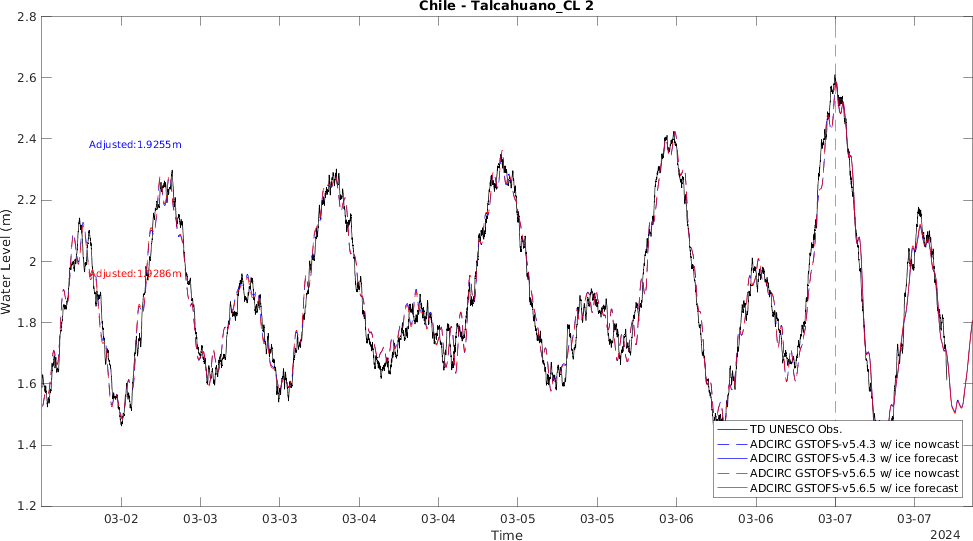 Chile - Talcahuano_CL 2
2.8
2.6
2.4
2.2
2
1.8
1.6
1.4
1.2
Water Level (m)
Adjusted:1.9255m
Adjusted:1.9286m
TD UNESCO Obs.
ADCIRC GSTOFS-v5.4.3 w/ ice nowcast
ADCIRC GSTOFS-v5.4.3 w/ ice forecast
ADCIRC GSTOFS-v5.6.5 w/ ice nowcast
ADCIRC GSTOFS-v5.6.5 w/ ice forecast
03-02 03-03 03-03 03-04 03-04 03-05 03-05 03-06 03-06 03-07 03-07
Time
2024